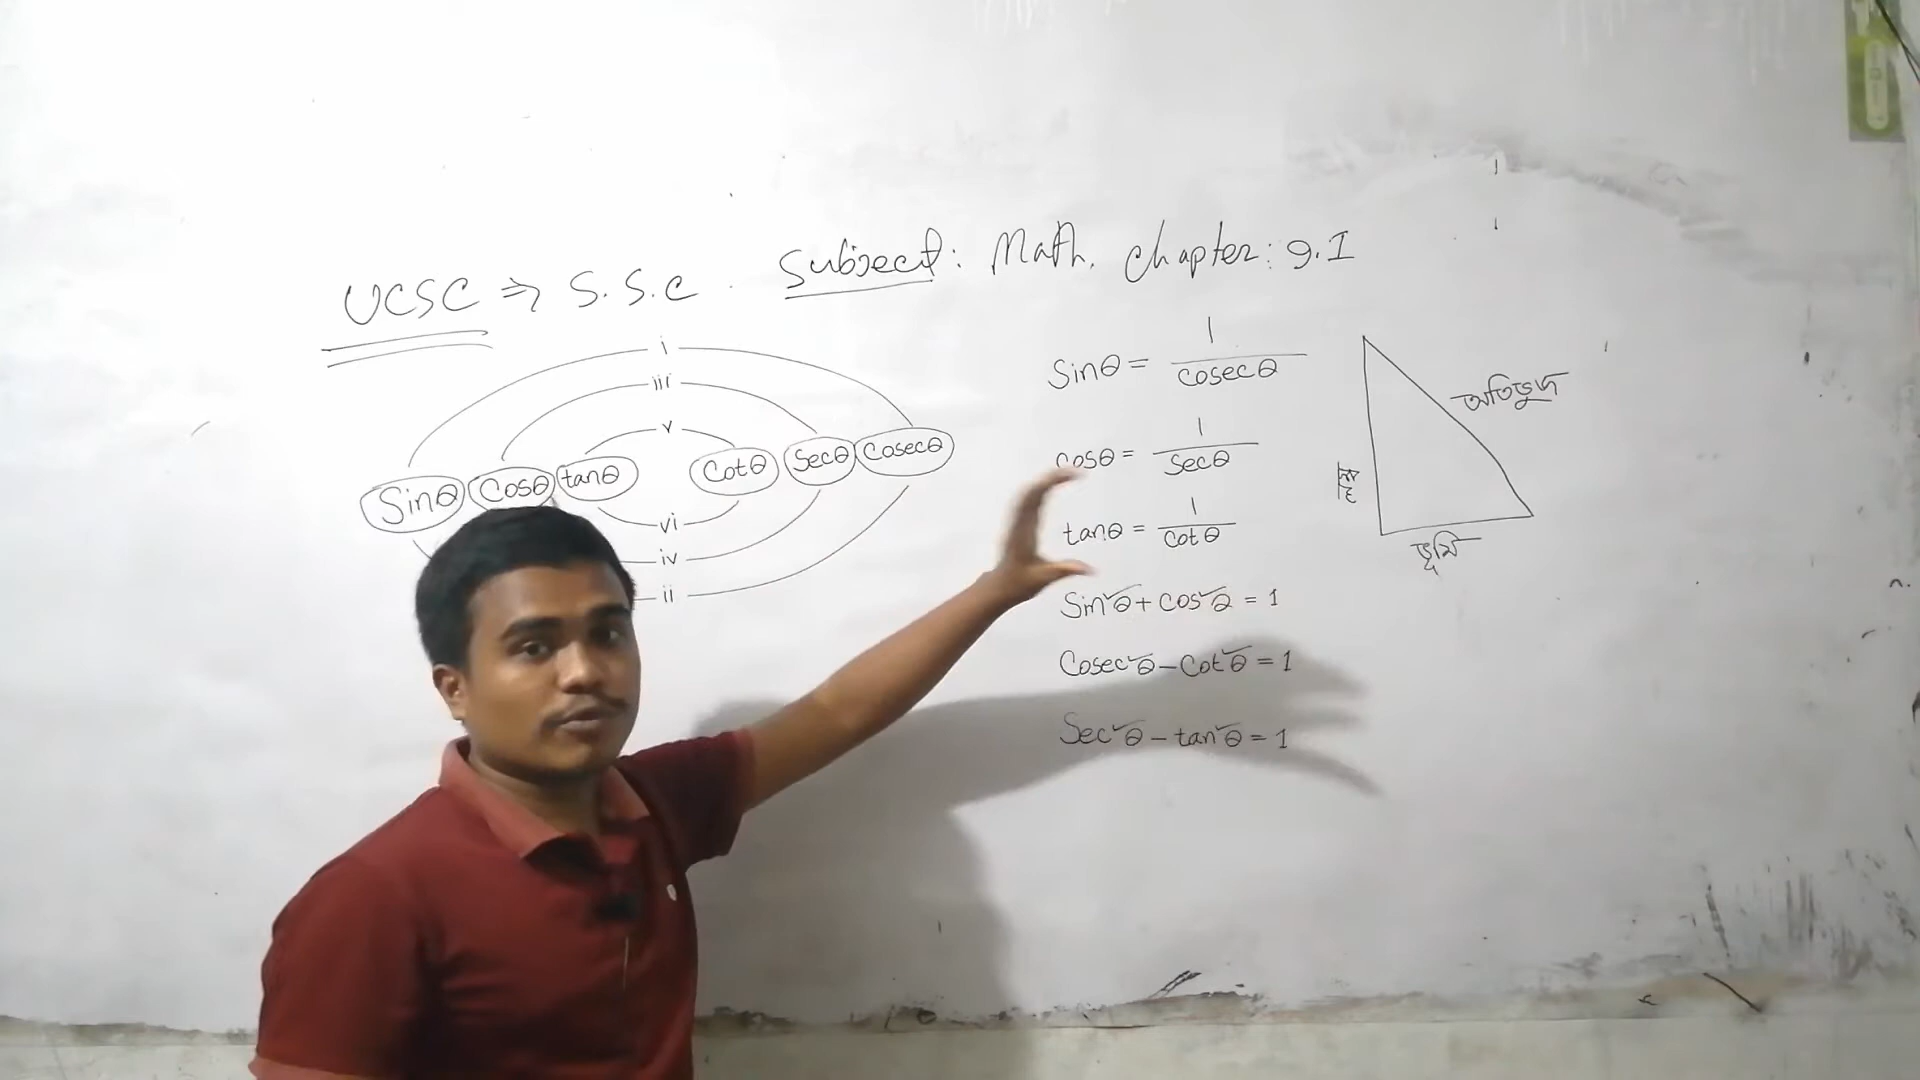 UCSC ⇒ S.S.C. Subject: Math. Chapter: 9.1
i
iii
v
Sinθ Cosθ tanθ Cotθ Secθ Cosecθ
vi
iv
ii
Sinθ = 1/Cosecθ
Cosθ = 1/Secθ
tanθ = 1/Cotθ
Sin²θ + Cos²θ = 1
Cosec²θ - Cot²θ = 1
Sec²θ - tan²θ = 1
অতিভুজ
লম্ব
ভূমি